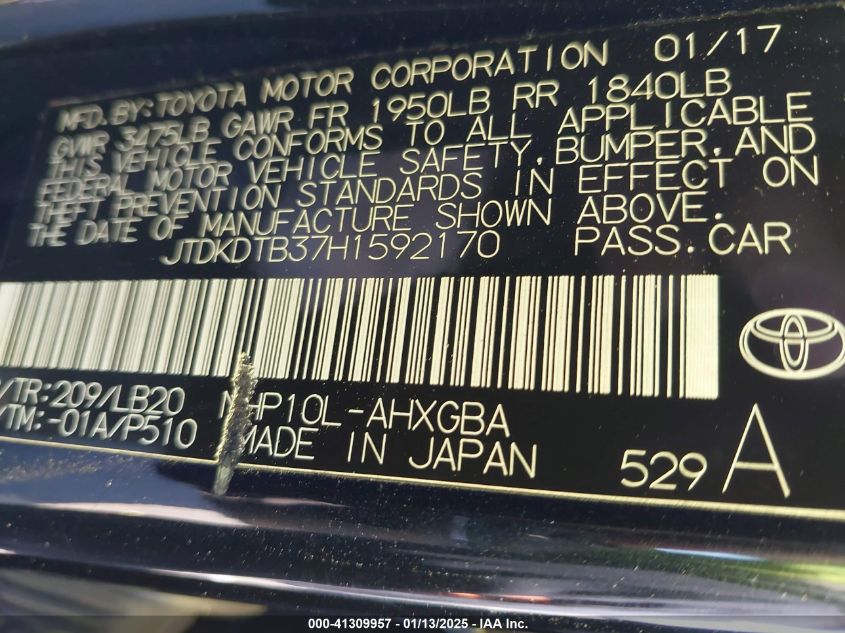 MFD.BY:TOYOTA MOTOR CORPORATION 01/17
GVWR 3475LB GAWR FR 1950LB RR 1840LB
THIS VEHICLE CONFORMS TO ALL APPLICABLE
FEDERAL MOTOR VEHICLE SAFETY,BUMPER,AND
THEFT PREVENTION STANDARDS IN EFFECT ON
THE DATE OF MANUFACTURE SHOWN ABOVE.
JTDKDTB37H1592170 PASS.CAR
/TR:209/LB20 NHP10L-AHXGBA
/TM:-01A/P510 MADE IN JAPAN 529 A
000-41309957 - 01/13/2025 - IAA Inc.